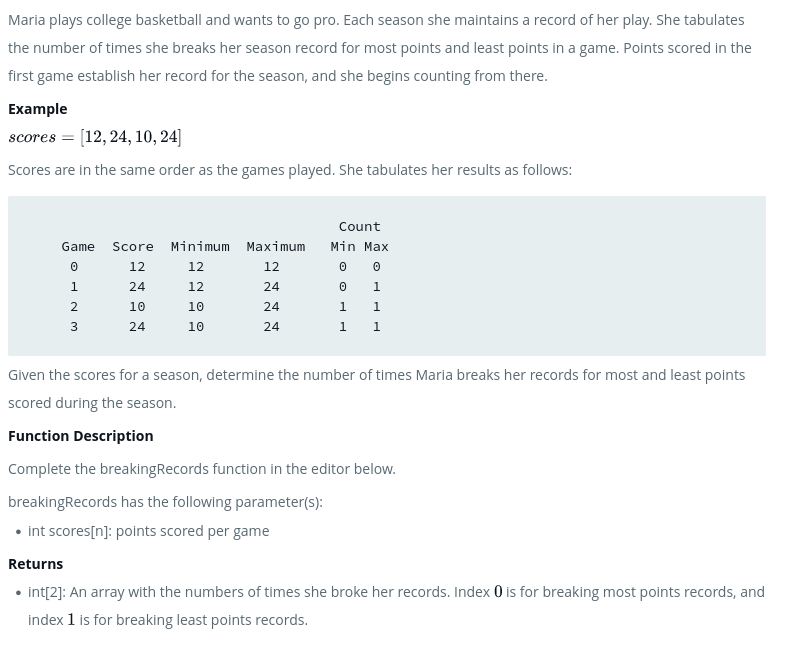 Maria plays college basketball and wants to go pro. Each season she maintains a record of her play. She tabulates
the number of times she breaks her season record for most points and least points in a game. Points scored in the
first game establish her record for the season, and she begins counting from there.
Example
scores = [12, 24, 10, 24]
Scores are in the same order as the games played. She tabulates her results as follows:
Count
Game Score Minimum Maximum Min Max
0 12 12 12 0 0
1 24 12 24 0 1
2 10 10 24 1 1
3 24 10 24 1 1
Given the scores for a season, determine the number of times Maria breaks her records for most and least points
scored during the season.
Function Description
Complete the breakingRecords function in the editor below.
breakingRecords has the following parameter(s):
• int scores[n]: points scored per game
Returns
• int[2]: An array with the numbers of times she broke her records. Index 0 is for breaking most points records, and
index 1 is for breaking least points records.